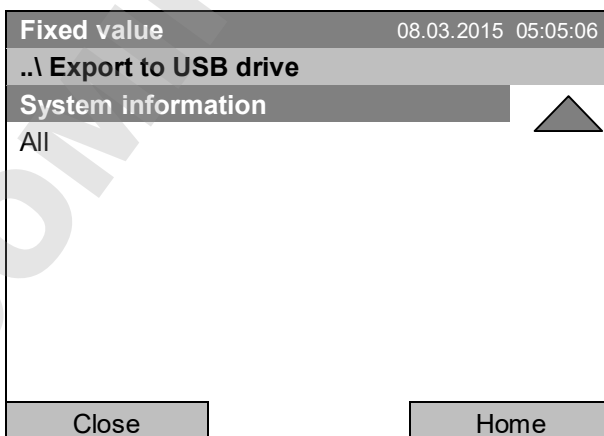 Fixed value 08.03.2015 05:05:06
..\ Export to USB drive
System information
All
Close Home